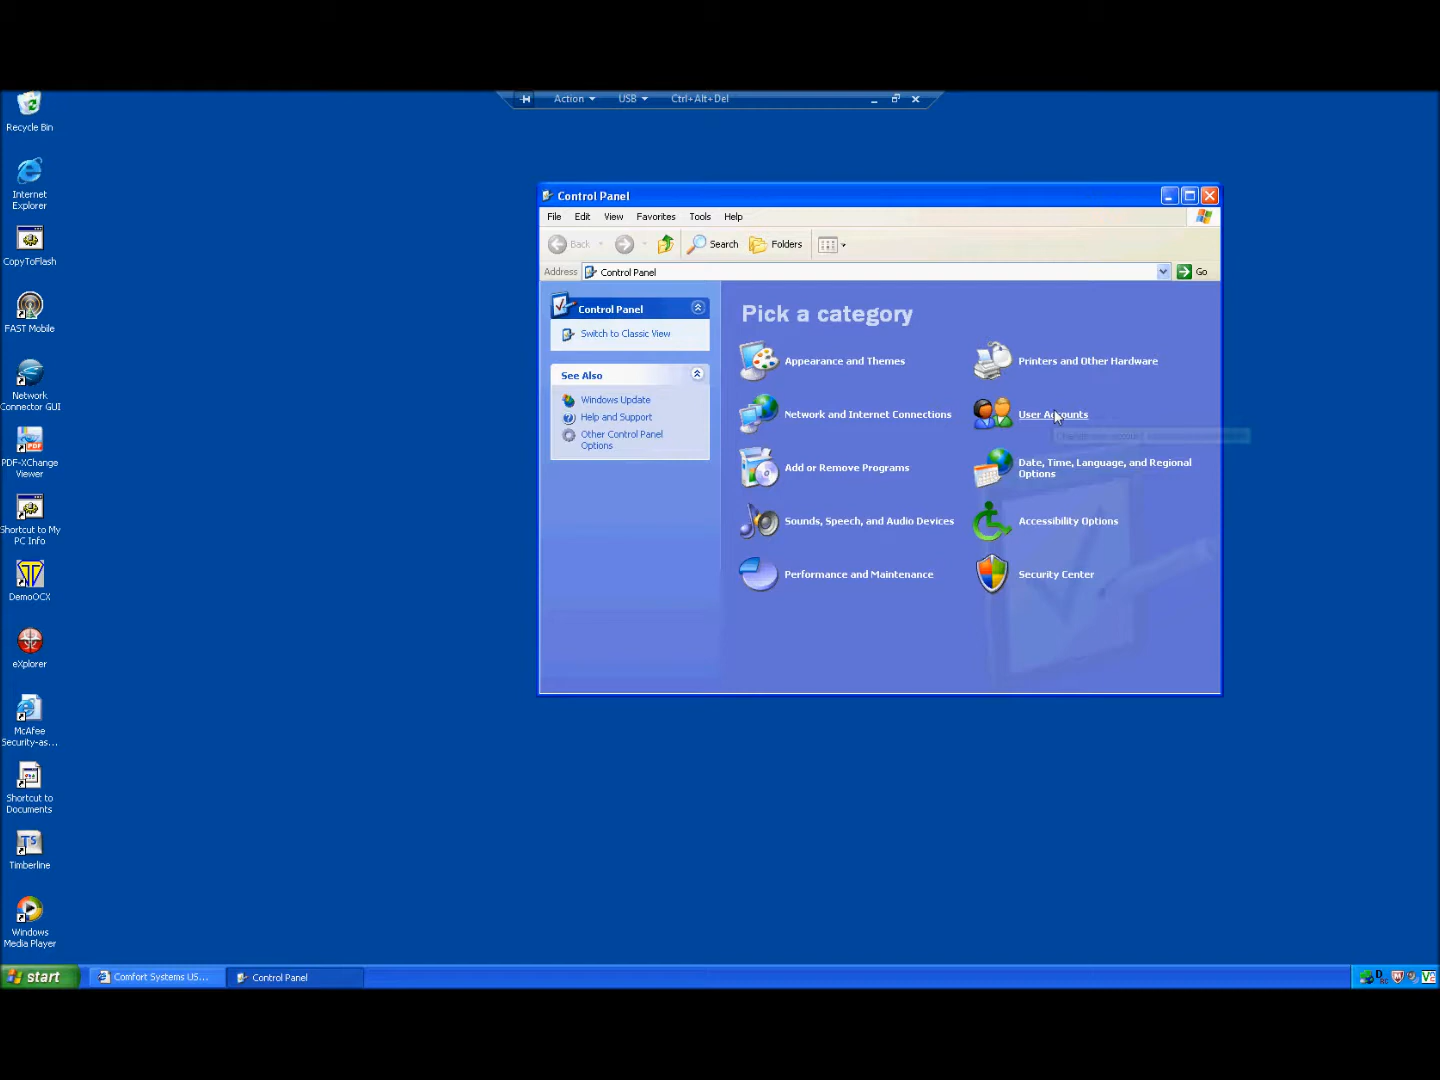 Action
USB
Ctrl+Alt+Del
Recycle Bin
Internet
Explorer
CopyToFlash
FAST Mobile
Network
Connector GUI
PDF-XChange
Viewer
Shortcut to My
PC Info
DemoOCX
eXplorer
McAfee
Security-as...
Shortcut to
Documents
Timberline
Windows
Media Player
Control Panel
File Edit View Favorites Tools Help
Back Search Folders
Address Control Panel Go
Control Panel
Switch to Classic View
See Also
Windows Update
Help and Support
Other Control Panel
Options
Pick a category
Appearance and Themes
Printers and Other Hardware
Network and Internet Connections
User Accounts
Add or Remove Programs
Date, Time, Language, and Regional
Options
Sounds, Speech, and Audio Devices
Accessibility Options
Performance and Maintenance
Security Center
start
Comfort Systems US...
Control Panel